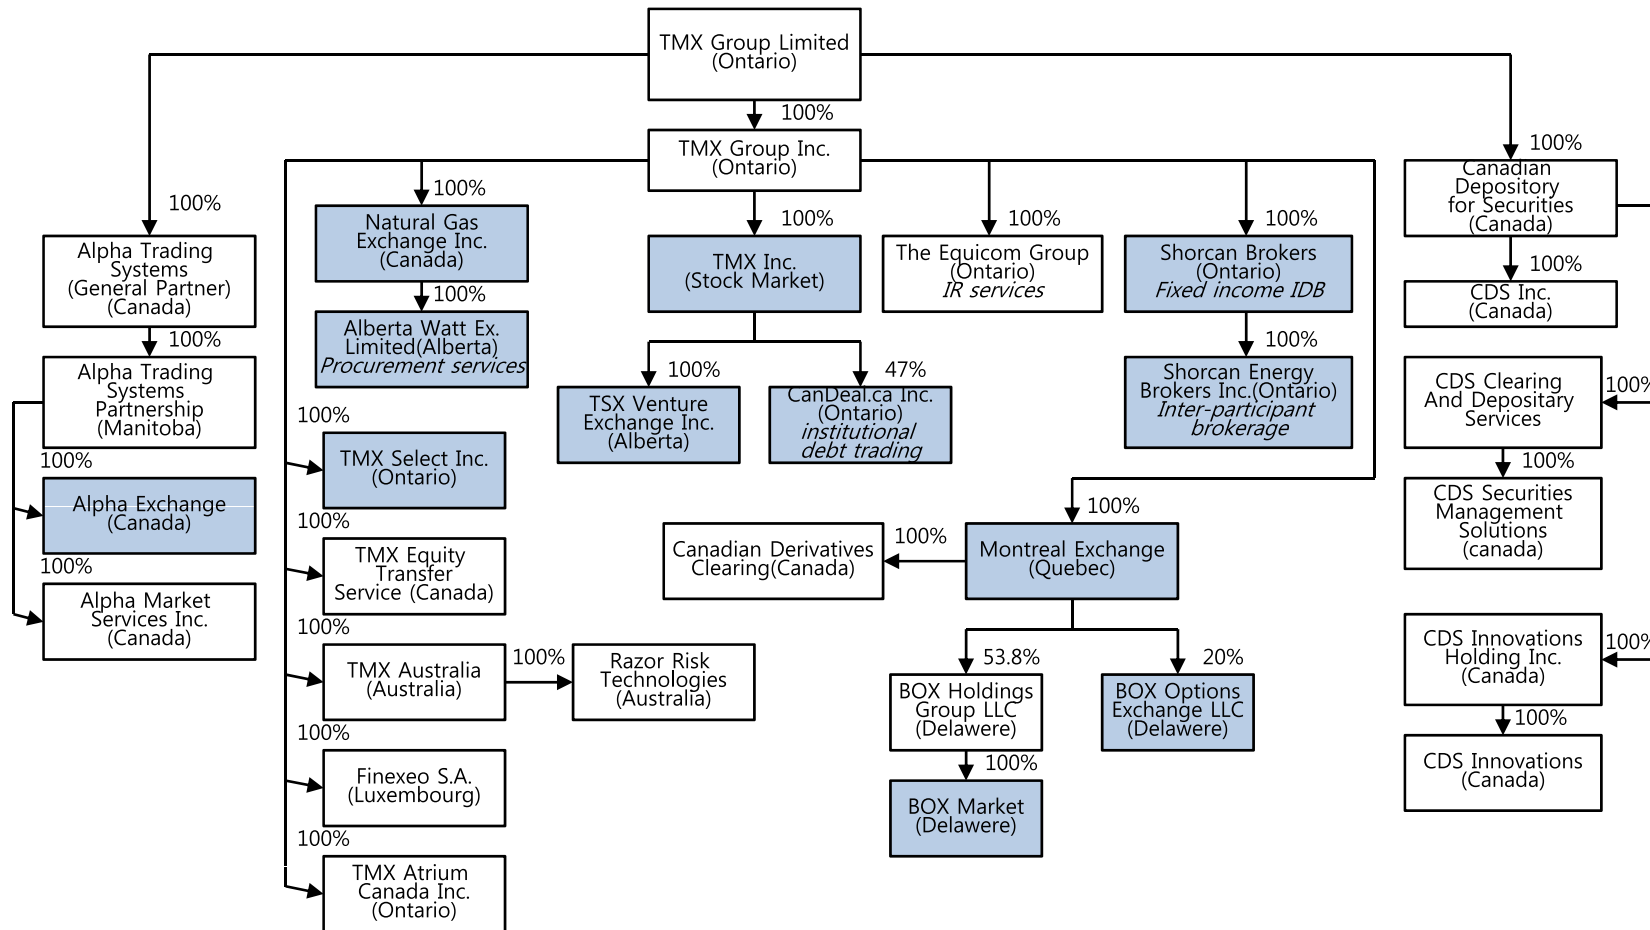 TMX Group Limited
(Ontario)
100%
TMX Group Inc.
(Ontario)
100%
Alpha Trading
Systems
(General Partner)
(Canada)
100%
Alpha Trading
Systems
Partnership
(Manitoba)
100%
Alpha Exchange
(Canada)
100%
Alpha Market
Services Inc.
(Canada)
100%
Natural Gas
Exchange Inc.
(Canada)
100%
Alberta Watt Ex.
Limited(Alberta)
Procurement services
100%
TMX Select Inc.
(Ontario)
100%
TMX Equity
Transfer
Service (Canada)
100%
TMX Australia
(Australia)
100%
Razor Risk
Technologies
(Australia)
100%
Finexeo S.A.
(Luxembourg)
100%
TMX Atrium
Canada Inc.
(Ontario)
100%
TMX Inc.
(Stock Market)
100%
TSX Venture
Exchange Inc.
(Alberta)
47%
CanDeal.ca Inc.
(Ontario)
institutional
debt trading
100%
The Equicom Group
(Ontario)
IR services
100%
Shorcan Brokers
(Ontario)
Fixed income IDB
100%
Shorcan Energy
Brokers Inc.(Ontario)
Inter-participant
brokerage
100%
Montreal Exchange
(Quebec)
100%
Canadian Derivatives
Clearing(Canada)
53.8%
BOX Holdings
Group LLC
(Delawere)
20%
BOX Options
Exchange LLC
(Delawere)
100%
BOX Market
(Delawere)
100%
Canadian
Depository
for Securities
(Canada)
100%
CDS Inc.
(Canada)
100%
CDS Clearing
And Depositary
Services
100%
CDS Securities
Management
Solutions
(canada)
100%
CDS Innovations
Holding Inc.
(Canada)
100%
CDS Innovations
(Canada)